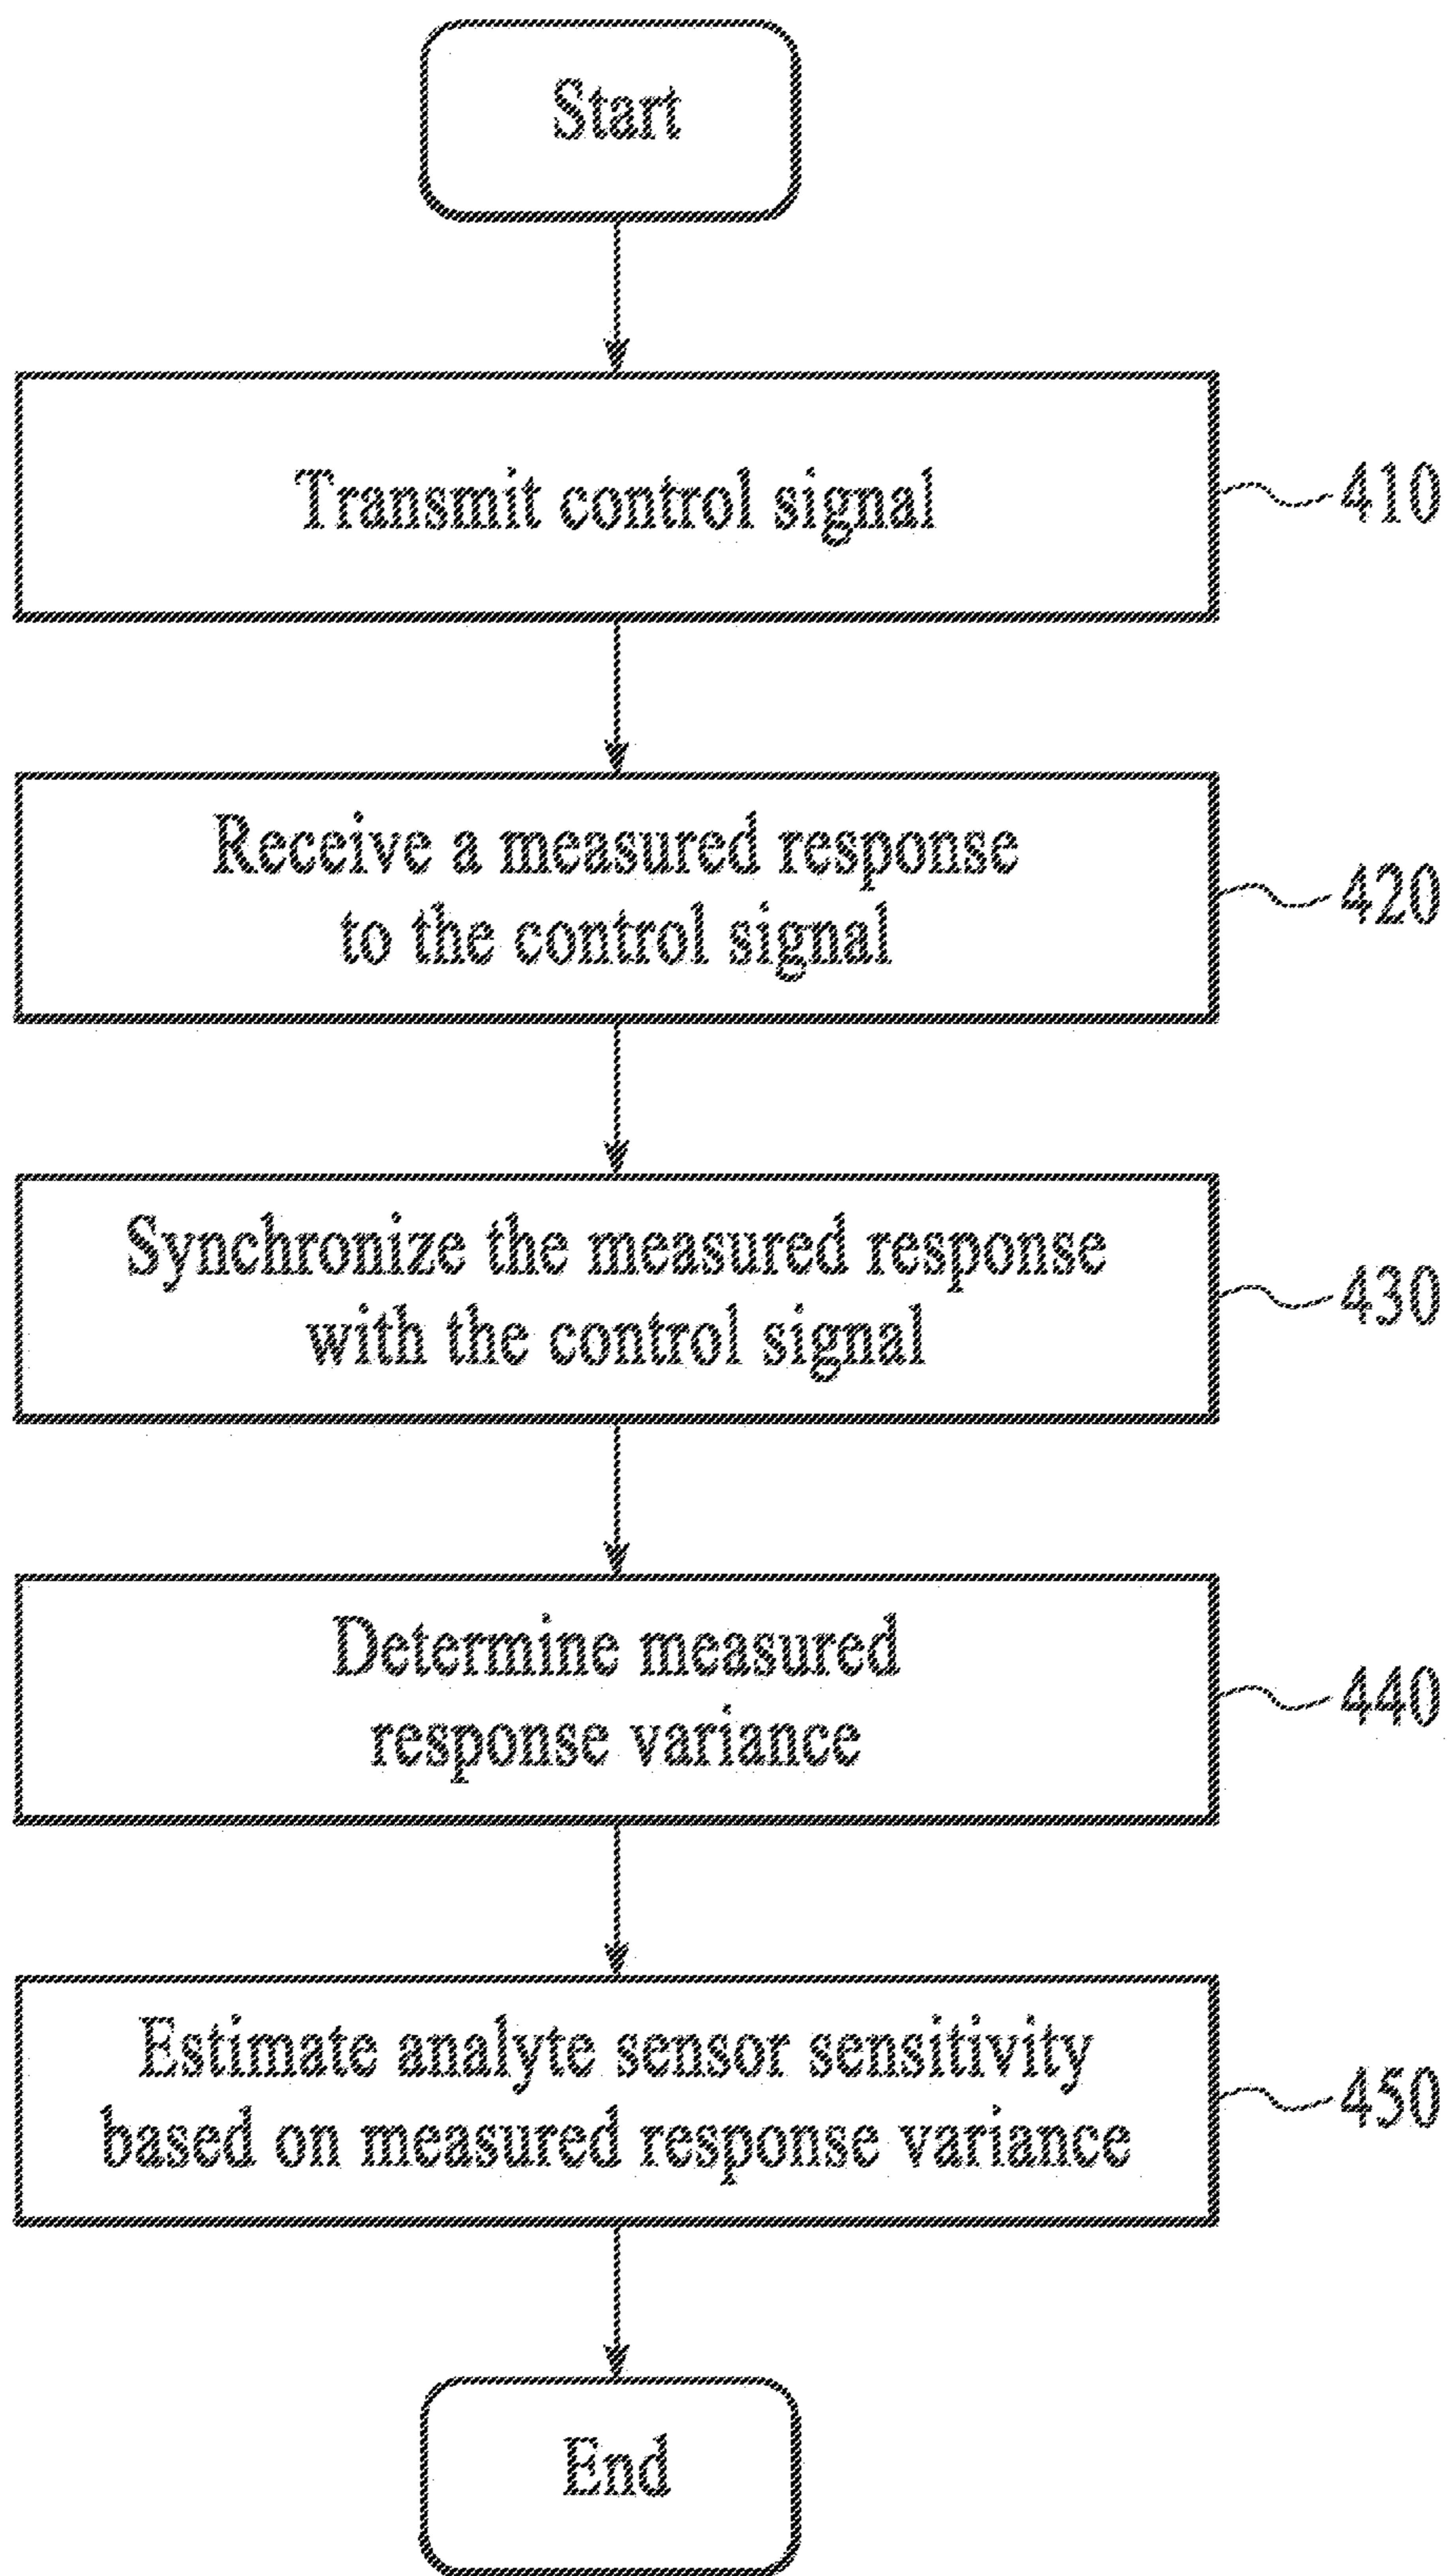 Start
Transmit control signal
410
Receive a measured response
to the control signal
420
Synchronize the measured response
with the control signal
430
Determine measured
response variance
440
Estimate analyte sensor sensitivity
based on measured response variance
450
End